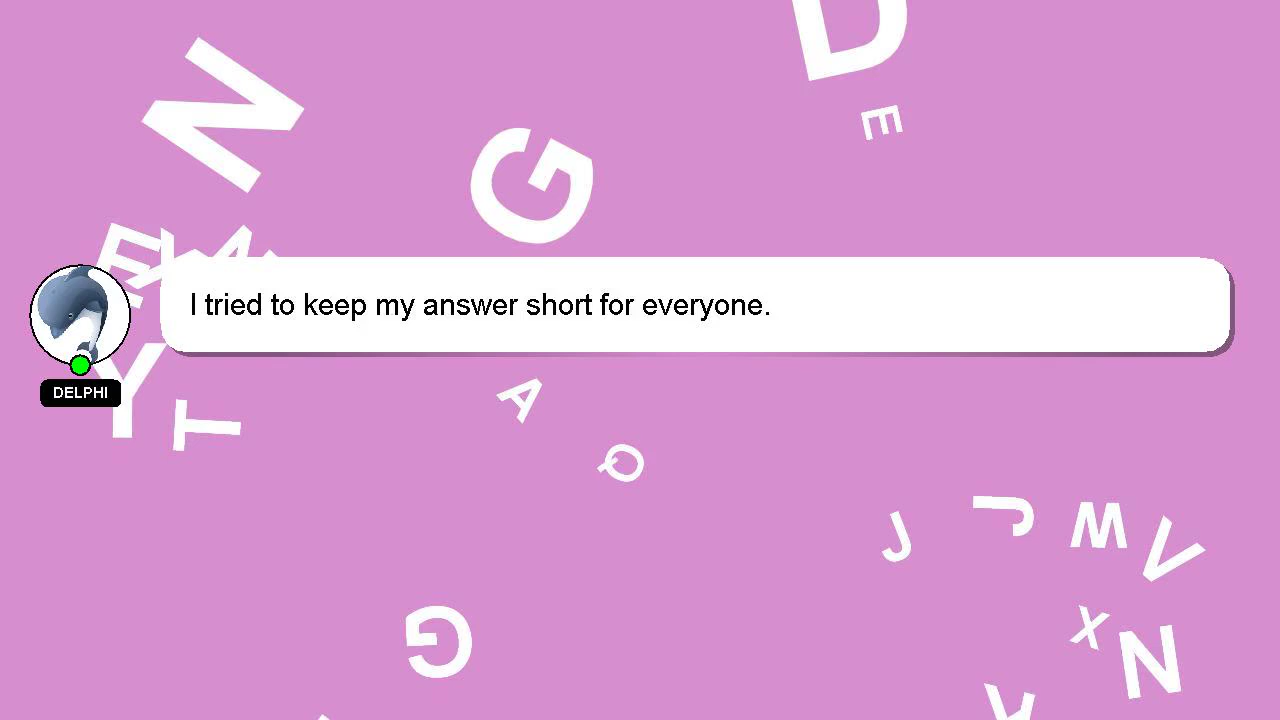 D
N
E
G
E
I tried to keep my answer short for everyone.
DELPHI
Y
A
T
Q
J
J
W
V
X
G
N